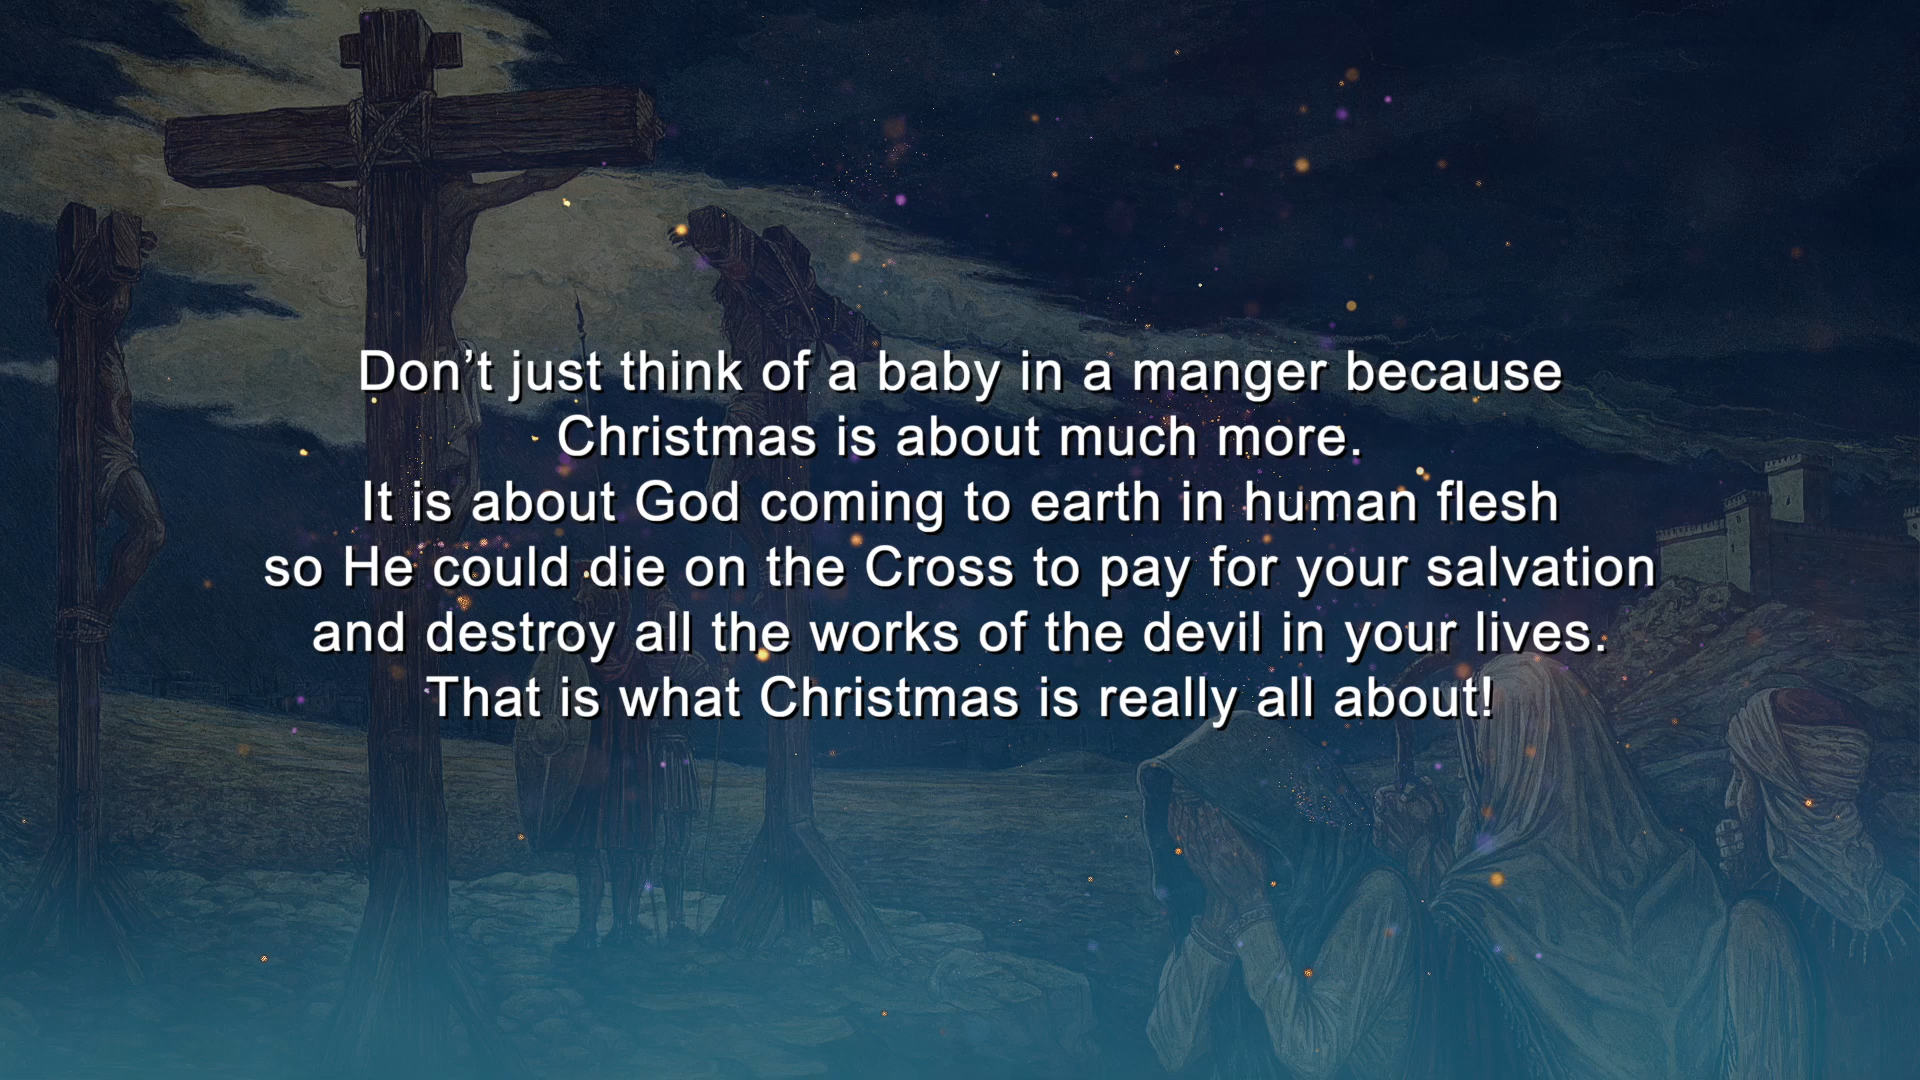 Don’t just think of a baby in a manger because
Christmas is about much more.
It is about God coming to earth in human flesh
so He could die on the Cross to pay for your salvation
and destroy all the works of the devil in your lives.
That is what Christmas is really all about!